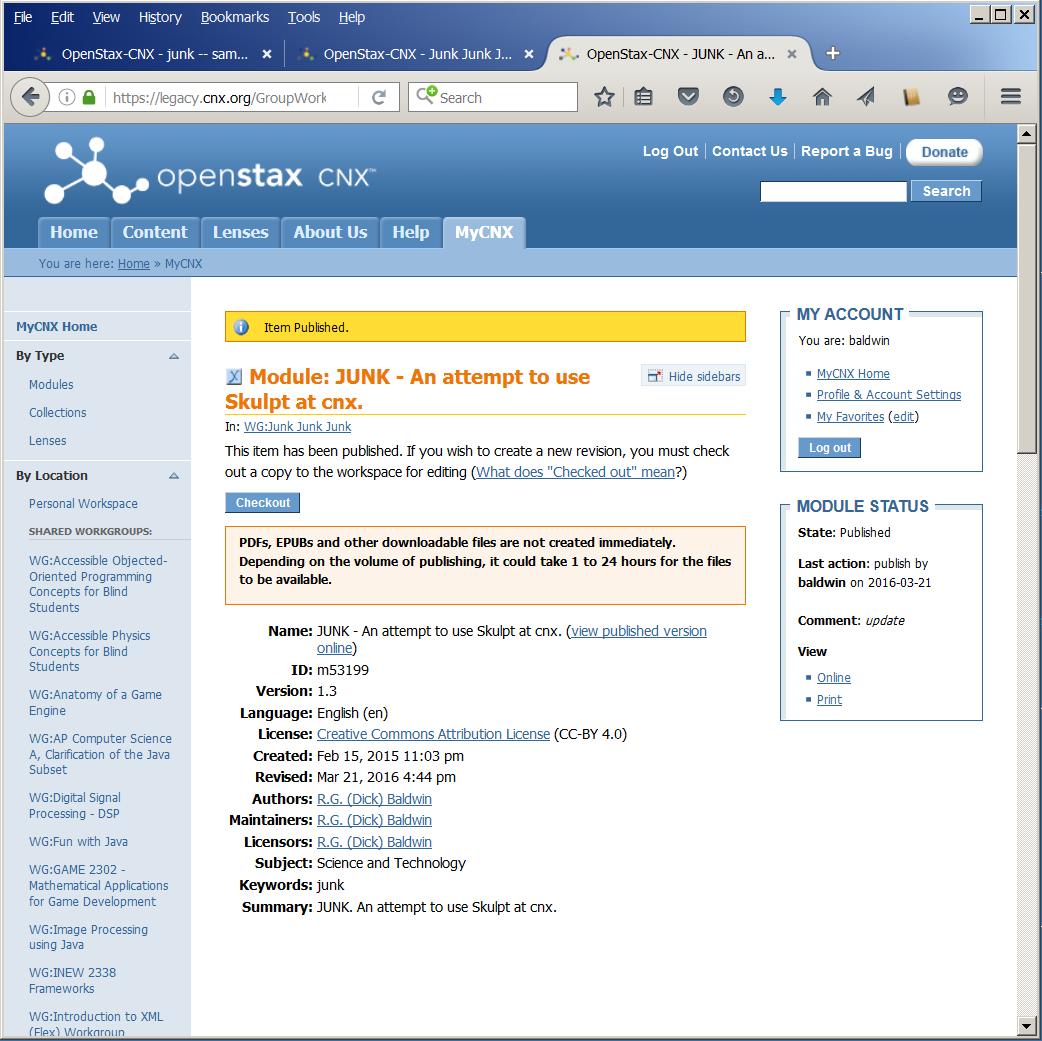 File Edit View History Bookmarks Tools Help
OpenStax-CNX - junk -- sam... OpenStax-CNX - Junk Junk J... OpenStax-CNX - JUNK - An a...
https://legacy.cnx.org/GroupWork Search
openstax CNX™
Log Out Contact Us Report a Bug Donate
Search
Home Content Lenses About Us Help MyCNX
You are here: Home » MyCNX
MyCNX Home
By Type
Modules
Collections
Lenses
By Location
Personal Workspace
SHARED WORKGROUPS:
WG:Accessible Objected-
Oriented Programming
Concepts for Blind
Students
WG:Accessible Physics
Concepts for Blind
Students
WG:Anatomy of a Game
Engine
WG:AP Computer Science
A, Clarification of the Java
Subset
WG:Digital Signal
Processing - DSP
WG:Fun with Java
WG:GAME 2302 -
Mathematical Applications
for Game Development
WG:Image Processing
using Java
WG:INEW 2338
Frameworks
WG:Introduction to XML
(Flex) Workgroup
Item Published.
Module: JUNK - An attempt to use
Skulpt at cnx.
Hide sidebars
In: WG:Junk Junk Junk
This item has been published. If you wish to create a new revision, you must check
out a copy to the workspace for editing (What does "Checked out" mean?)
Checkout
PDFs, EPUBs and other downloadable files are not created immediately.
Depending on the volume of publishing, it could take 1 to 24 hours for the files
to be available.
Name: JUNK - An attempt to use Skulpt at cnx. (view published version
online)
ID: m53199
Version: 1.3
Language: English (en)
License: Creative Commons Attribution License (CC-BY 4.0)
Created: Feb 15, 2015 11:03 pm
Revised: Mar 21, 2016 4:44 pm
Authors: R.G. (Dick) Baldwin
Maintainers: R.G. (Dick) Baldwin
Licensors: R.G. (Dick) Baldwin
Subject: Science and Technology
Keywords: junk
Summary: JUNK. An attempt to use Skulpt at cnx.
MY ACCOUNT
You are: baldwin
MyCNX Home
Profile & Account Settings
My Favorites (edit)
Log out
MODULE STATUS
State: Published
Last action: publish by
baldwin on 2016-03-21
Comment: update
View
Online
Print